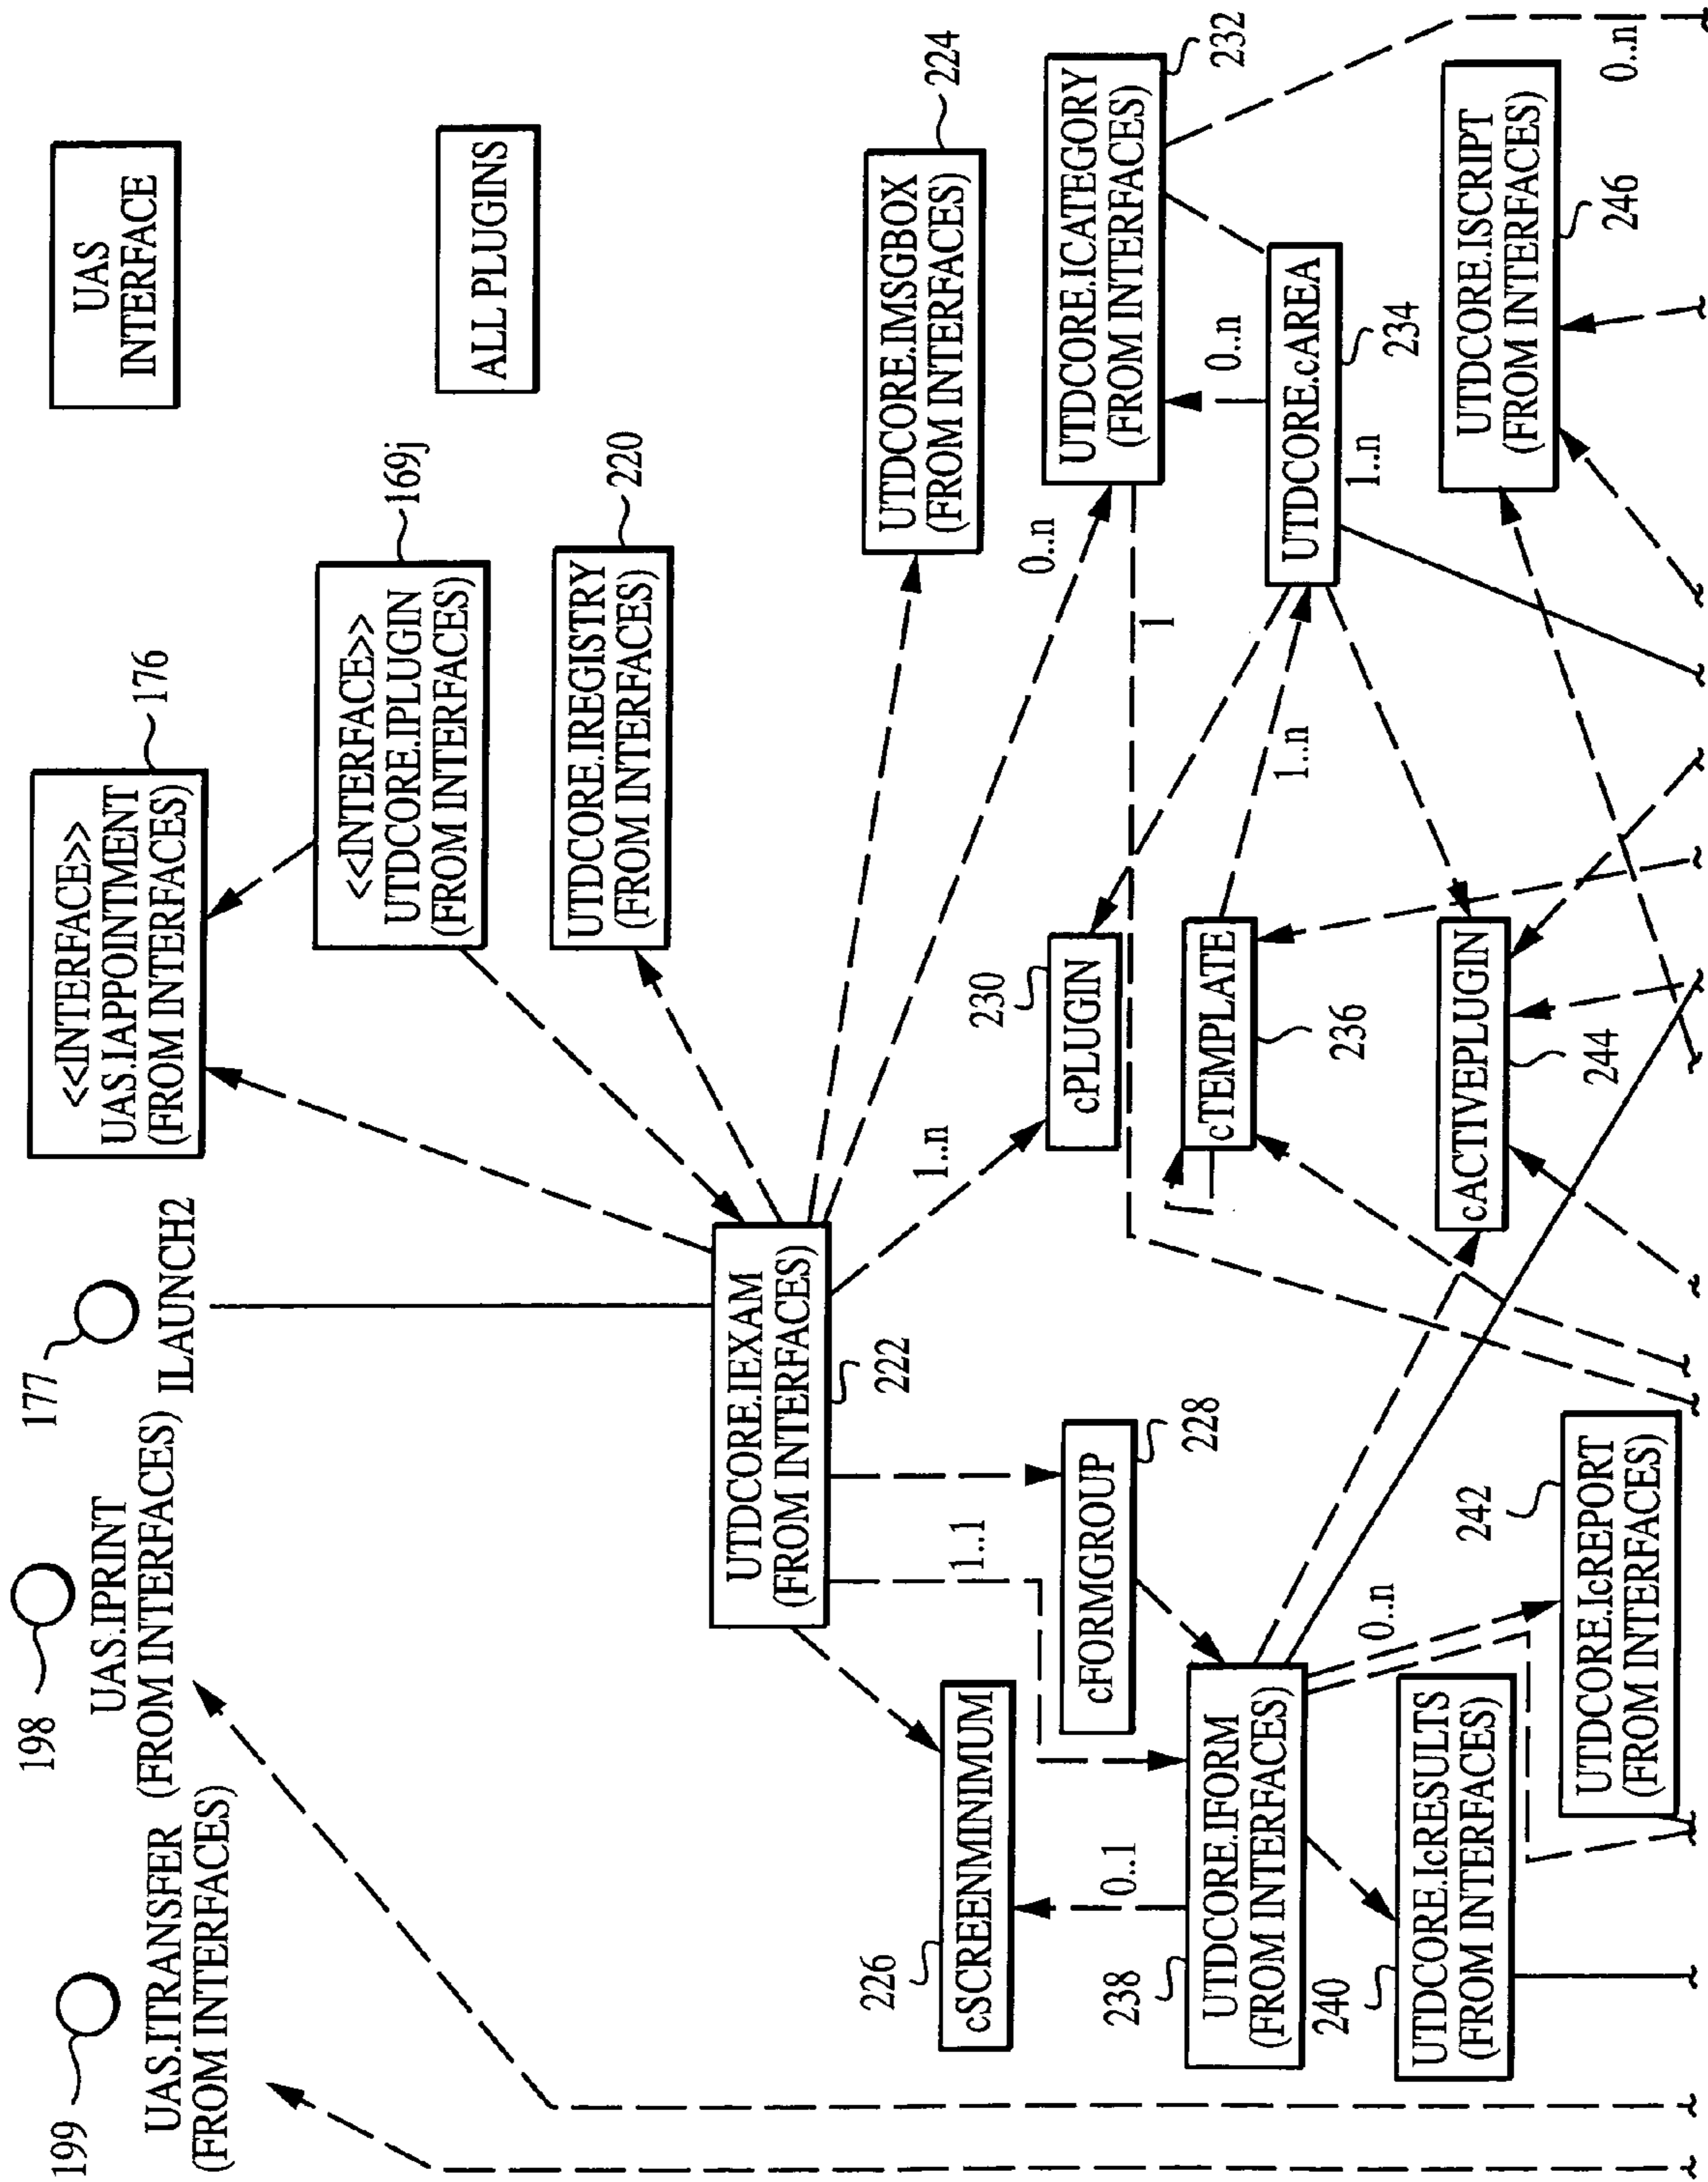 199
UAS.ITRANSFER
(FROM INTERFACES)
198
UAS.IPRINT
(FROM INTERFACES)
177
ILAUNCH2
<<INTERFACE>>
UAS.IAPPOINTMENT
(FROM INTERFACES)
176
UAS
INTERFACE
<<INTERFACE>>
UTDCORE.IPLUGIN
(FROM INTERFACES)
169j
ALL PLUGINS
UTDCORE.IREGISTRY
(FROM INTERFACES)
220
UTDCORE.IEXAM
(FROM INTERFACES)
222
UTDCORE.IMSGBOX
(FROM INTERFACES)
224
226
cSCREENMINIMUM
1..1
cFORMGROUP
228
1..n
230
cPLUGIN
0..n
1
UTDCORE.ICATEGORY
(FROM INTERFACES)
232
0..1
238
UTDCORE.IFORM
(FROM INTERFACES)
cTEMPLATE
236
1..n
0..n
UTDCORE.cAREA
234
1..n
240
UTDCORE.IcRESULTS
(FROM INTERFACES)
0..n
242
UTDCORE.IcREPORT
(FROM INTERFACES)
cACTIVEPLUGIN
244
UTDCORE.ISCRIPT
(FROM INTERFACES)
246
0..n